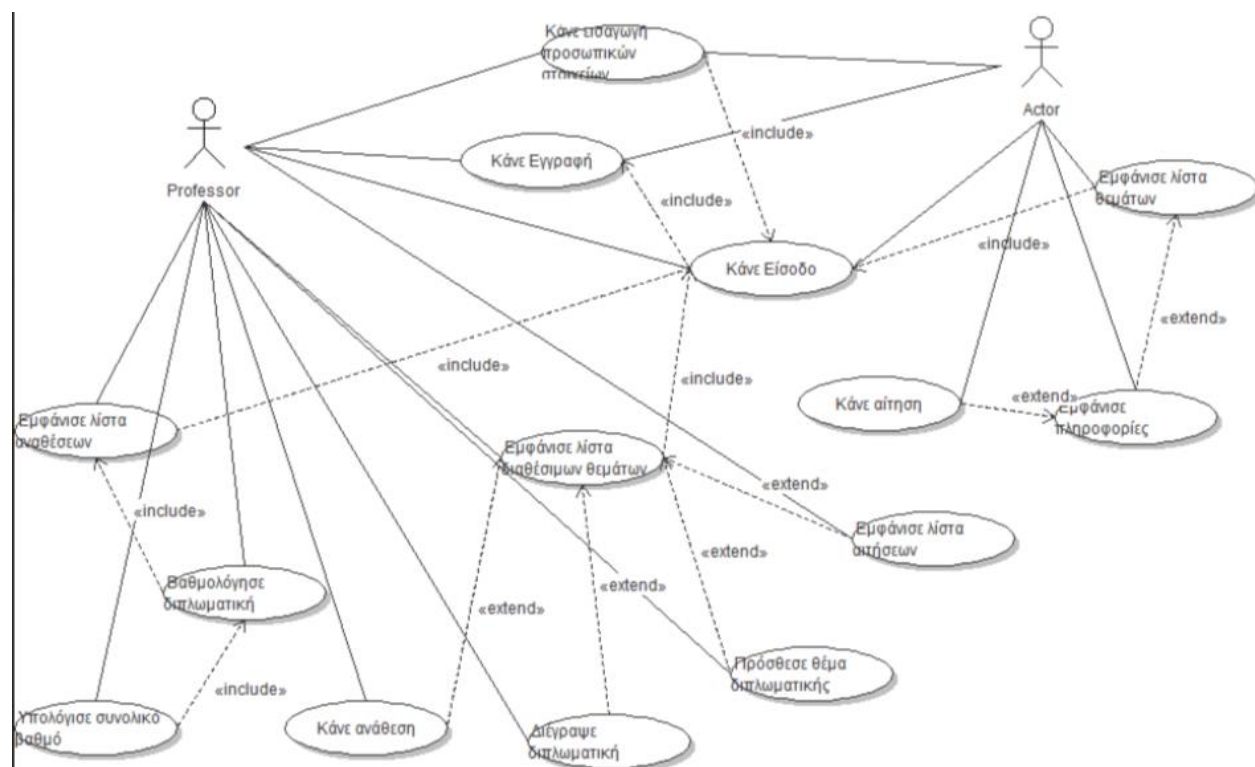 Κάνε εισαγωγή
προσωπικών
στοιχείων
Actor
«include»
Κάνε Εγγραφή
Professor
Εμφάνισε λίστα
θεμάτων
«include»
«include»
Κάνε Είσοδο
«extend»
«include»
«include»
Κάνε αίτηση
«extend»
Εμφάνισε
πληροφορίες
Εμφάνισε λίστα
αναθέσεων
Εμφάνισε λίστα
διαθέσιμων θεμάτων
«extend»
«include»
Εμφάνισε λίστα
αιτήσεων
«extend»
Βαθμολόγησε
διπλωματική
«extend»
«extend»
Πρόσθεσε θέμα
διπλωματικής
«include»
Υπολόγισε συνολικό
βαθμό
Κάνε ανάθεση
Διέγραψε
διπλωματική